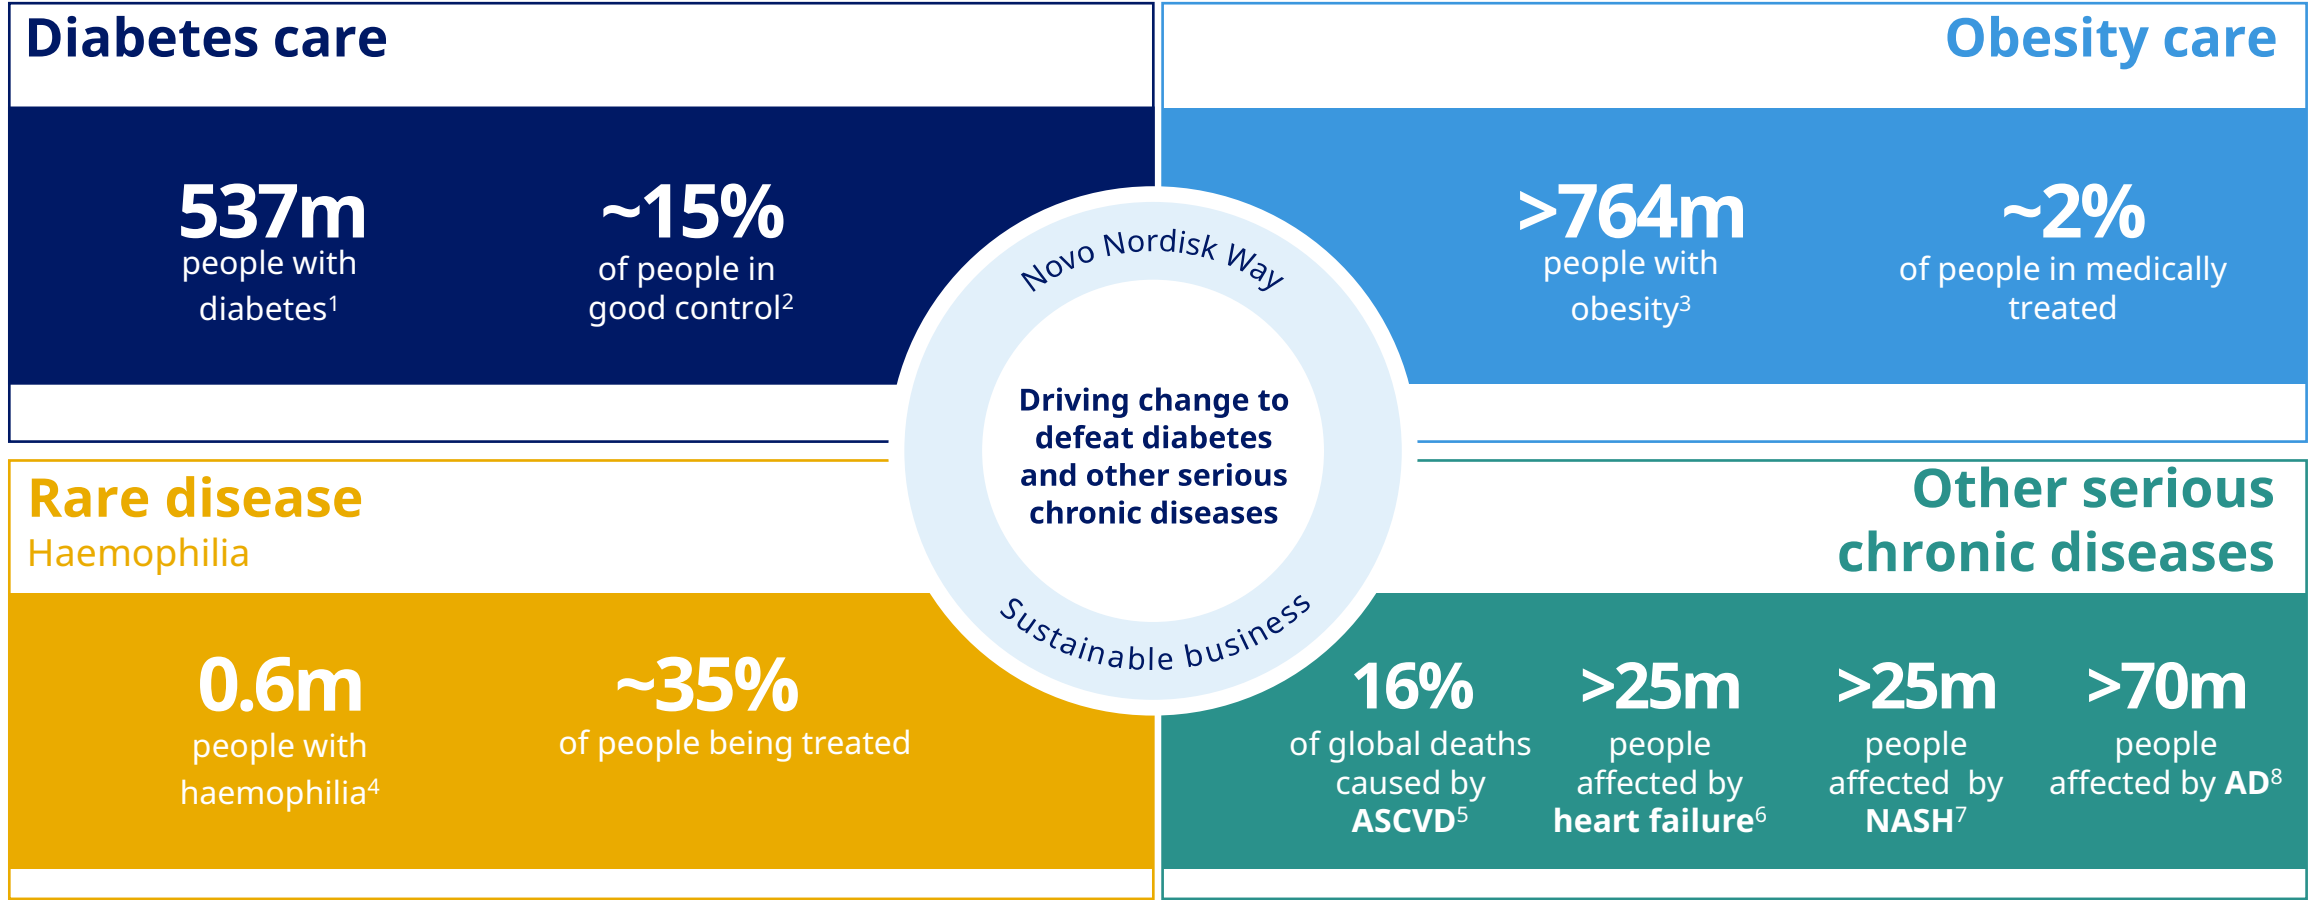 Diabetes care
537m
people with
diabetes1
~15%
of people in
good control2
Obesity care
>764m
people with
obesity3
~2%
of people in medically
treated
Novo Nordisk Way
Driving change to
defeat diabetes
and other serious
chronic diseases
Sustainable business
Rare disease
Haemophilia
0.6m
people with
haemophilia4
~35%
of people being treated
Other serious
chronic diseases
16%
of global deaths
caused by
ASCVD5
>25m
people
affected by
heart failure6
>25m
people
affected  by
NASH7
>70m
people
affected by AD8